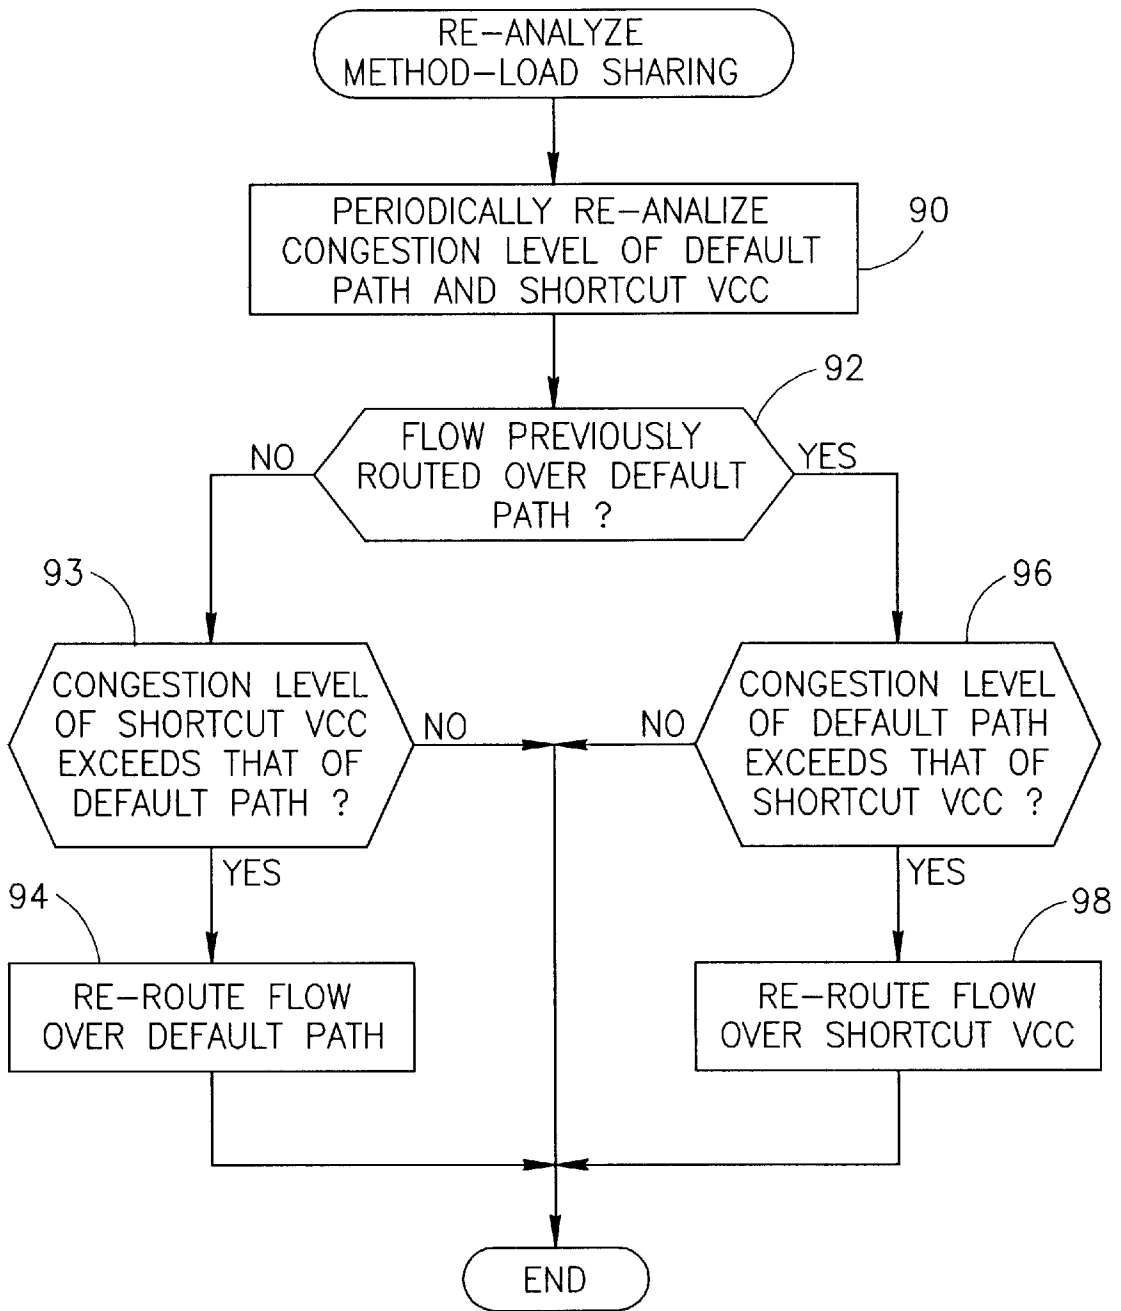 RE-ANALYZE
METHOD-LOAD SHARING
PERIODICALLY RE-ANALIZE
CONGESTION LEVEL OF DEFAULT
PATH AND SHORTCUT VCC
90
92
FLOW PREVIOUSLY
ROUTED OVER DEFAULT
PATH ?
NO
YES
93
96
CONGESTION LEVEL
OF SHORTCUT VCC
EXCEEDS THAT OF
DEFAULT PATH ?
NO
NO
CONGESTION LEVEL
OF DEFAULT PATH
EXCEEDS THAT OF
SHORTCUT VCC ?
YES
YES
94
98
RE-ROUTE FLOW
OVER DEFAULT PATH
RE-ROUTE FLOW
OVER SHORTCUT VCC
END